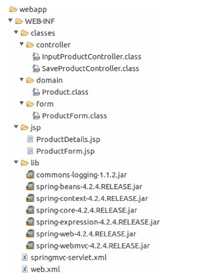 webapp
WEB-INF
classes
controller
InputProductController.class
SaveProductController.class
domain
Product.class
form
ProductForm.class
jsp
ProductDetails.jsp
ProductForm.jsp
lib
commons-logging-1.1.2.jar
spring-beans-4.2.4.RELEASE.jar
spring-context-4.2.4.RELEASE.jar
spring-core-4.2.4.RELEASE.jar
spring-expression-4.2.4.RELEASE.jar
spring-web-4.2.4.RELEASE.jar
spring-webmvc-4.2.4.RELEASE.jar
springmvc-servlet.xml
web.xml